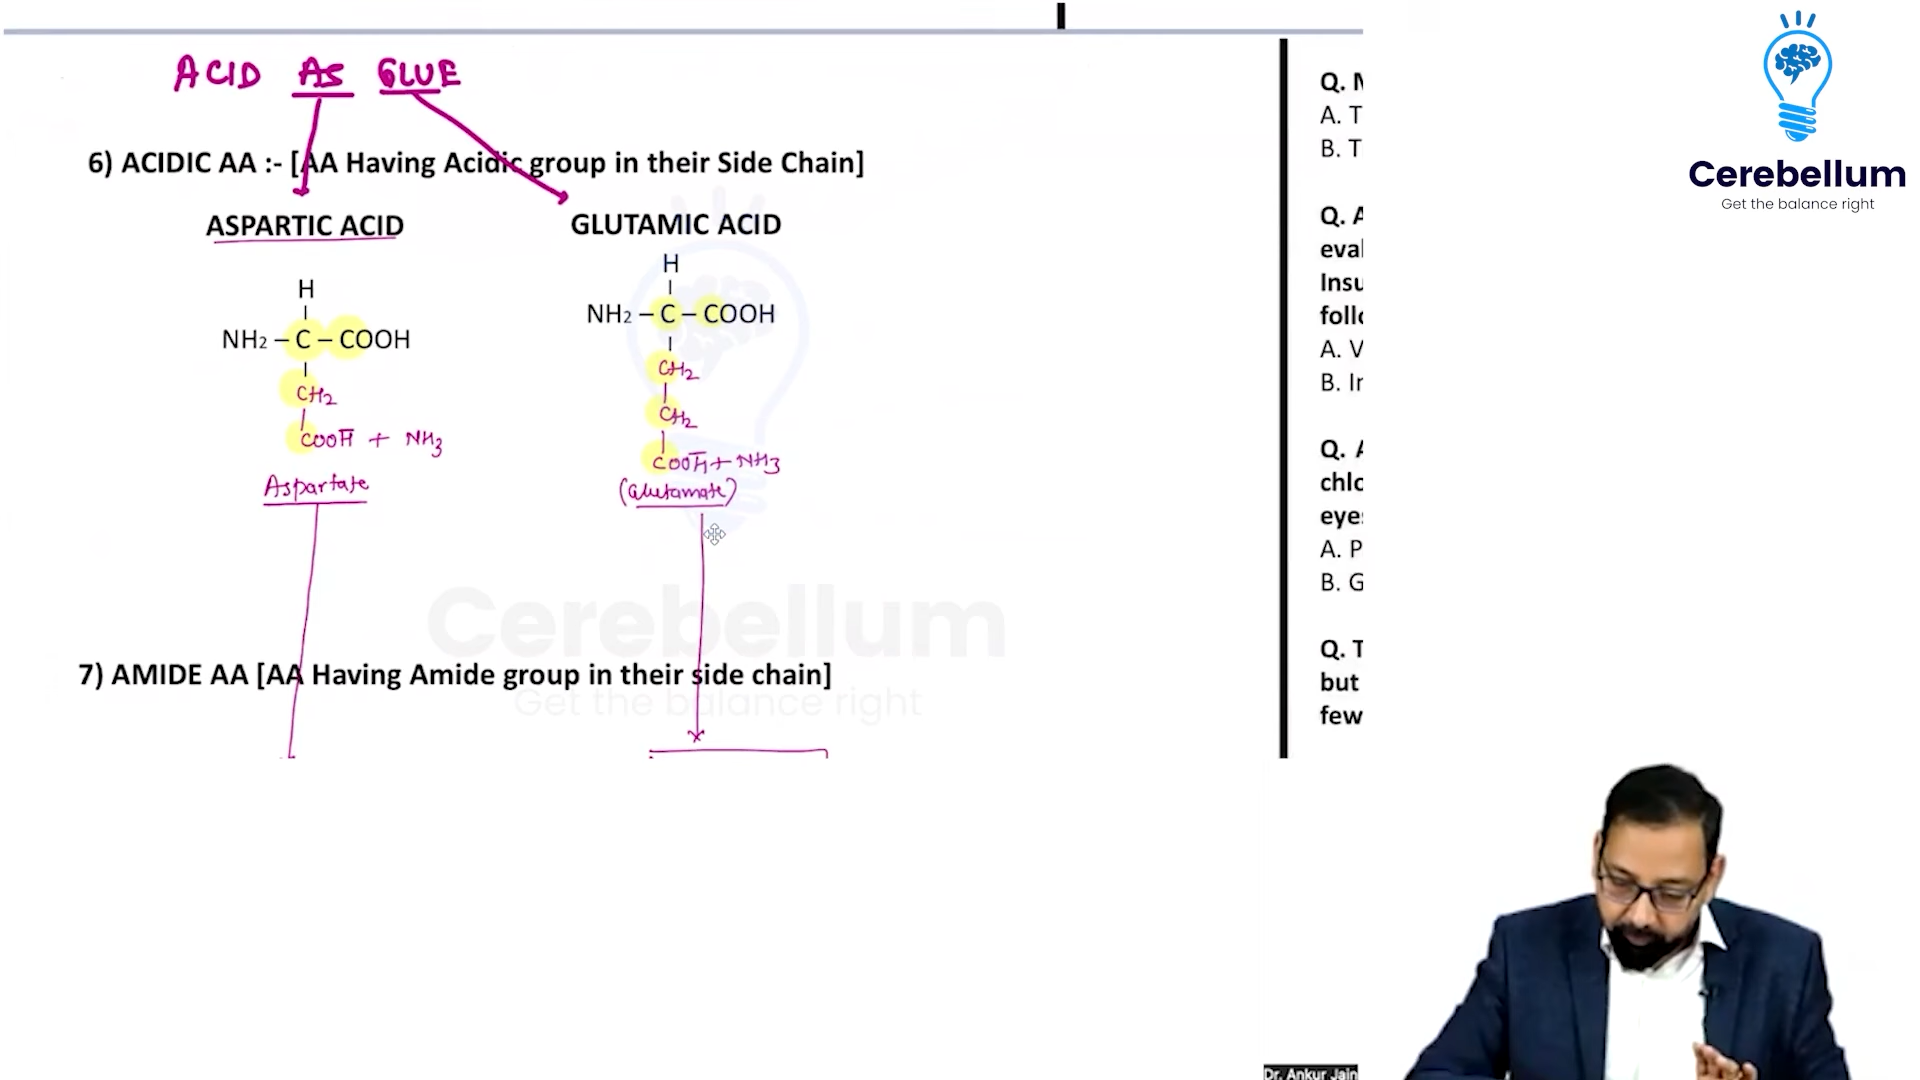 ACID AS GLUE
6) ACIDIC AA :- [AA Having Acidic group in their Side Chain]
ASPARTIC ACID
H
NH2 – C – COOH
CH2
COOH + NH3
Aspartate
GLUTAMIC ACID
H
NH2 – C – COOH
CH2
CH2
COOH + NH3
(Glutamate)
7) AMIDE AA [AA Having Amide group in their side chain]
Cerebellum
Get the balance right
Q. M
A. T
B. T
Q. A
eval
Insu
follo
A. V
B. In
Q. A
chlo
eyes
A. P
B. G
Q. T
but
few
Cerebellum
Get the balance right
Dr. Ankur Jain